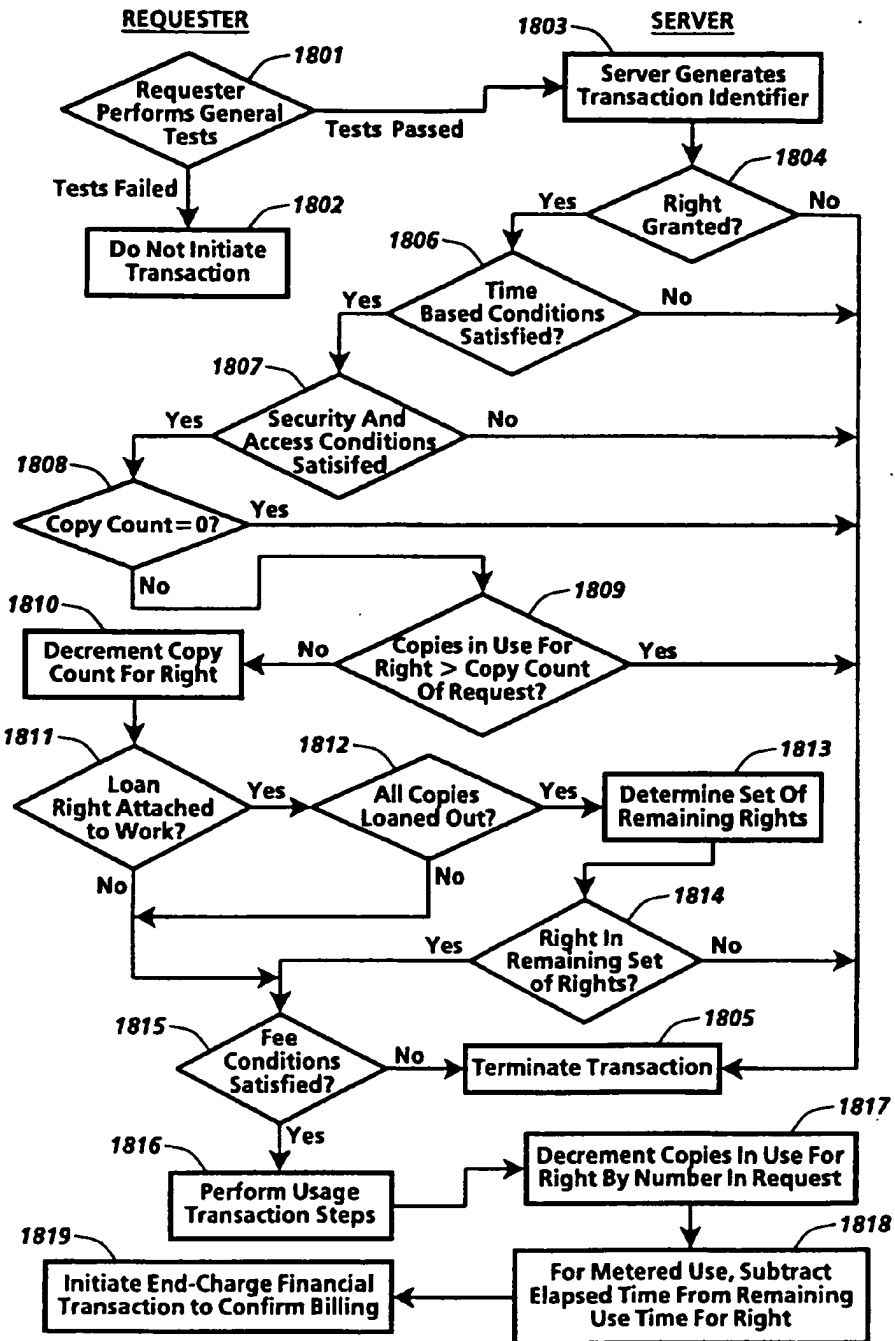 REQUESTER
SERVER
1801
1803
Requester
Performs General
Tests
Server Generates
Transaction Identifier
Tests Passed
Tests Failed
1802
Do Not Initiate
Transaction
1804
Right
Granted?
Yes
No
1806
Time
Based Conditions
Satisfied?
Yes
No
1807
Security And
Access Conditions
Satisifed
Yes
No
1808
Copy Count = 0?
Yes
No
1809
Copies in Use For
Right > Copy Count
Of Request?
No
Yes
1810
Decrement Copy
Count For Right
1811
Loan
Right Attached
to Work?
Yes
No
1812
All Copies
Loaned Out?
Yes
No
1813
Determine Set Of
Remaining Rights
1814
Right In
Remaining Set
of Rights?
Yes
No
1815
Fee
Conditions
Satisfied?
No
Yes
1805
Terminate Transaction
1816
Perform Usage
Transaction Steps
1817
Decrement Copies In Use For
Right By Number In Request
1818
For Metered Use, Subtract
Elapsed Time From Remaining
Use Time For Right
1819
Initiate End-Charge Financial
Transaction to Confirm Billing